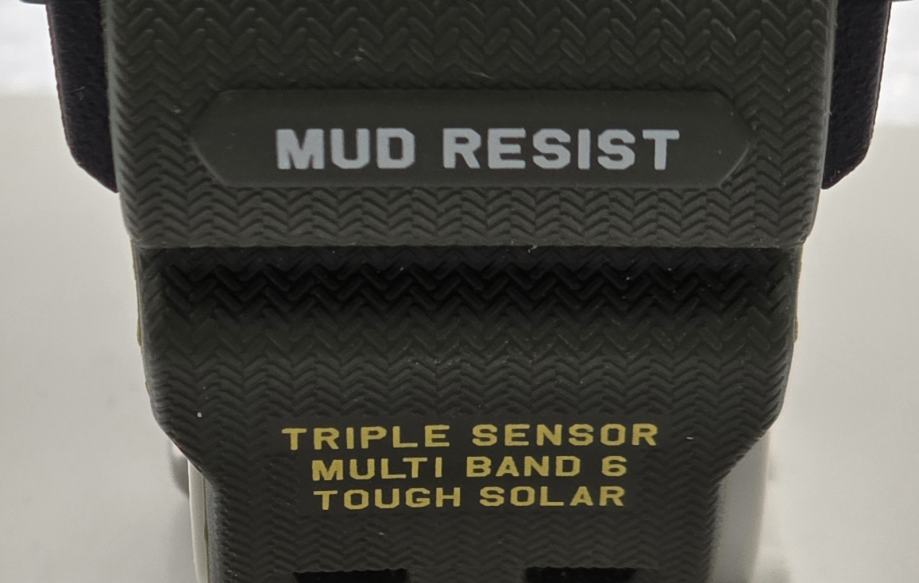 MUD RESIST
TRIPLE SENSOR
MULTI BAND 6
TOUGH SOLAR